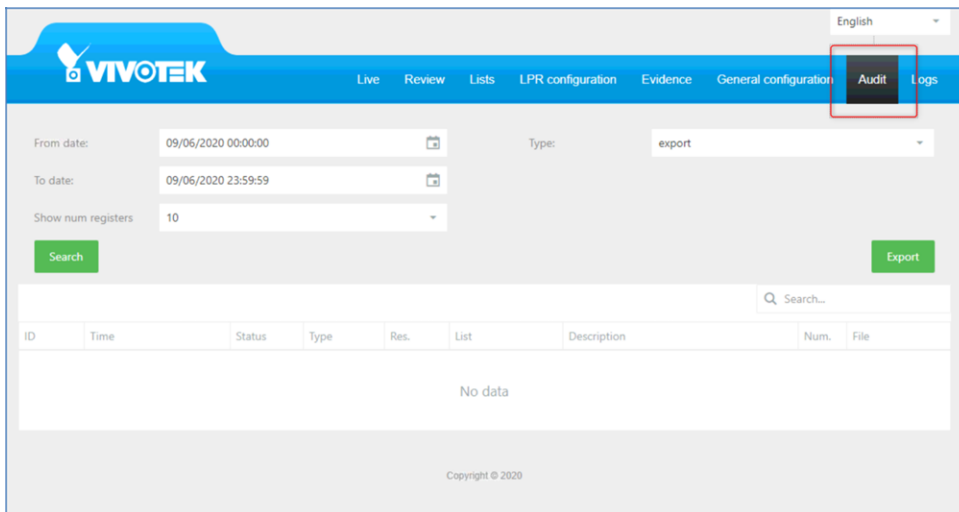 English
VIVOTEK
Live Review Lists LPR configuration Evidence General configuration Audit Logs
From date: 09/06/2020 00:00:00 Type: export
To date: 09/06/2020 23:59:59
Show num registers 10
Search Export
Search...
ID Time Status Type Res. List Description Num. File
No data
Copyright © 2020